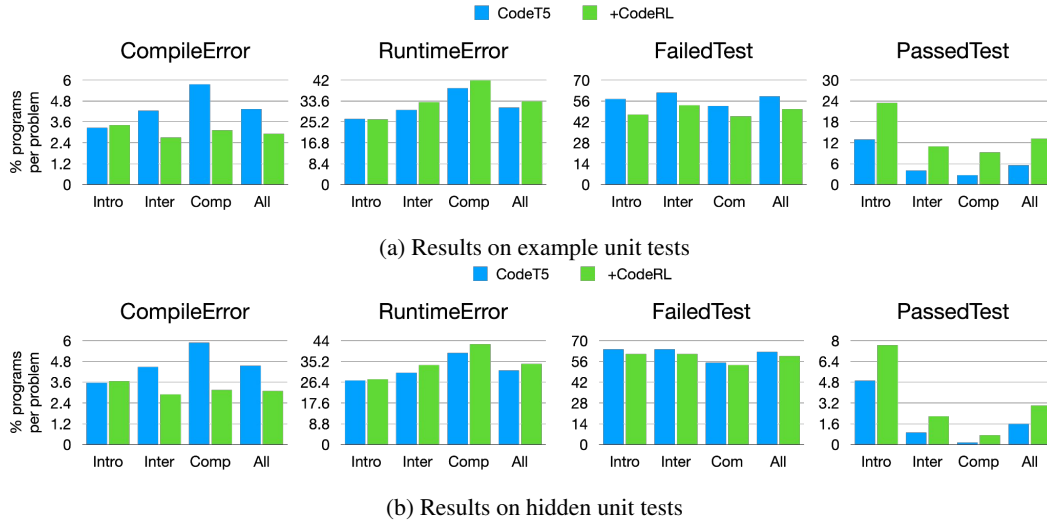 CodeT5 +CodeRL
CompileError RuntimeError FailedTest PassedTest
% programs
per problem
6 42 70 30
4.8 33.6 56 24
3.6 25.2 42 18
2.4 16.8 28 12
1.2 8.4 14 6
0 0 0 0
Intro Inter Comp All Intro Inter Comp All Intro Inter Com All Intro Inter Comp All
(a) Results on example unit tests
CodeT5 +CodeRL
CompileError RuntimeError FailedTest PassedTest
% programs
per problem
6 44 70 8
4.8 35.2 56 6.4
3.6 26.4 42 4.8
2.4 17.6 28 3.2
1.2 8.8 14 1.6
0 0 0 0
Intro Inter Comp All Intro Inter Comp All Intro Inter Com All Intro Inter Comp All
(b) Results on hidden unit tests